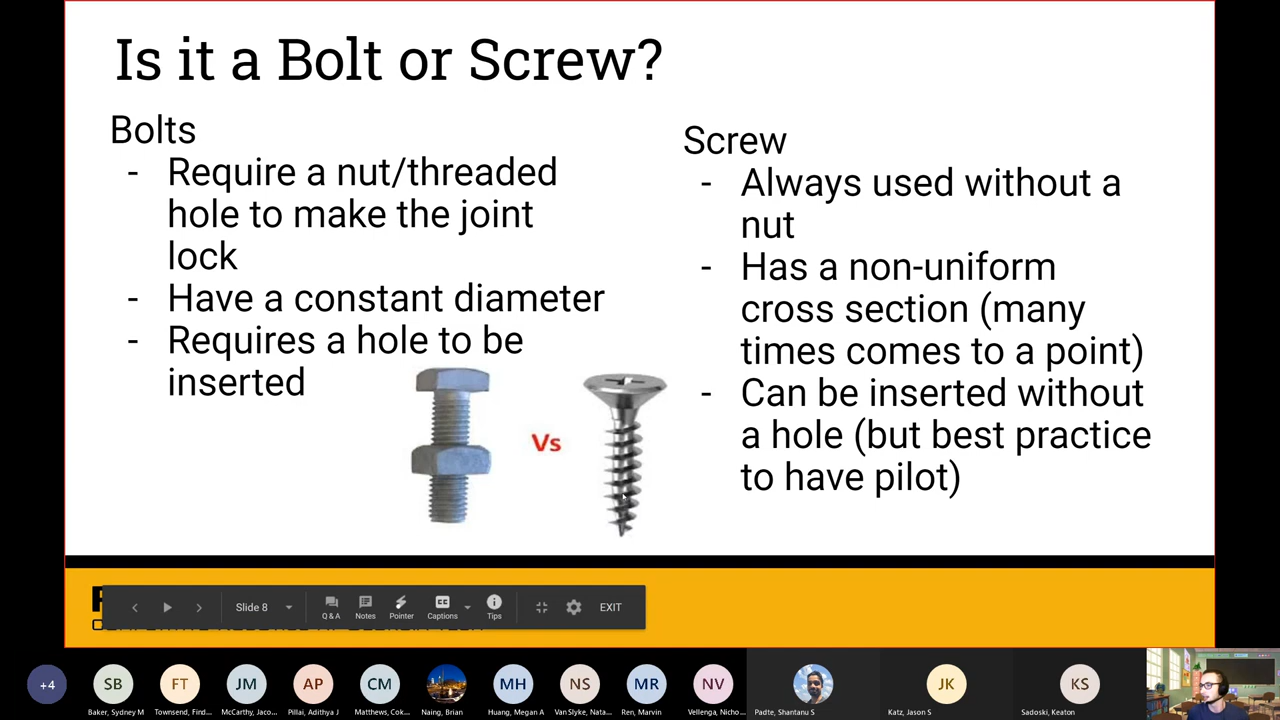 Is it a Bolt or Screw?
Bolts
- Require a nut/threaded
hole to make the joint
lock
- Have a constant diameter
- Requires a hole to be
inserted
Screw
- Always used without a
nut
- Has a non-uniform
cross section (many
times comes to a point)
- Can be inserted without
a hole (but best practice
to have pilot)
Vs
Slide 8
Q & A
Notes
Pointer
Captions
Tips
EXIT
+4
SB
FT
JM
AP
CM
MH
NS
MR
NV
JK
KS
Baker, Sydney M
Townsend, Find...
McCarthy, Jaco...
Pillai, Adithya J
Matthews, Cok...
Naing, Brian
Huang, Megan A
Van Slyke, Nata...
Ren, Marvin
Vellenga, Nicho...
Padte, Shantanu S
Katz, Jason S
Sadoski, Keaton